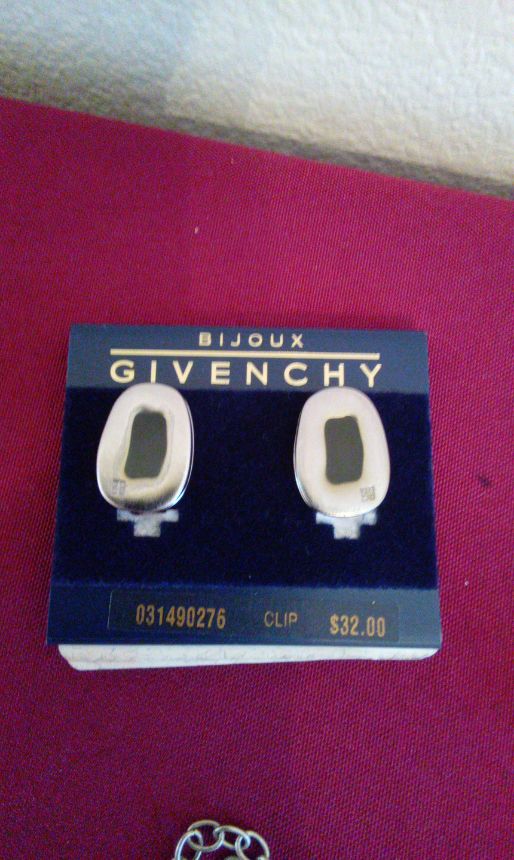 BIJOUX
GIVENCHY
031490276 CLIP $32.00